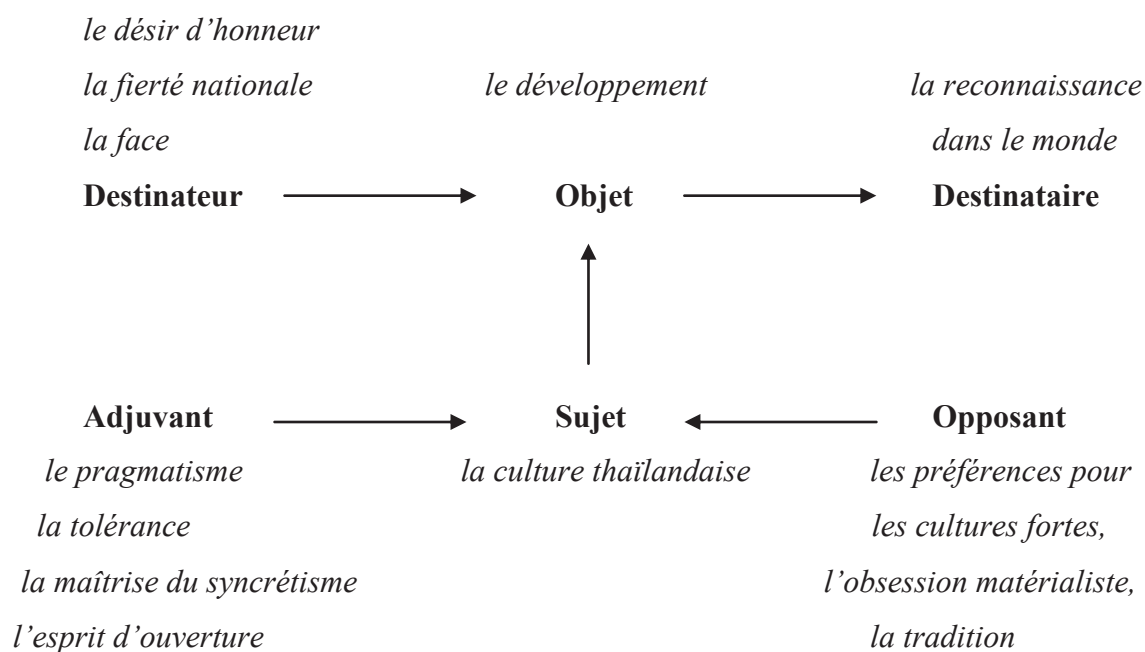 le désir d’honneur
la fierté nationale le développement la reconnaissance
la face dans le monde
Destinateur Objet Destinataire
Adjuvant Sujet Opposant
le pragmatisme la culture thaïlandaise les préférences pour
la tolérance les cultures fortes,
la maîtrise du syncrétisme l’obsession matérialiste,
l’esprit d’ouverture la tradition